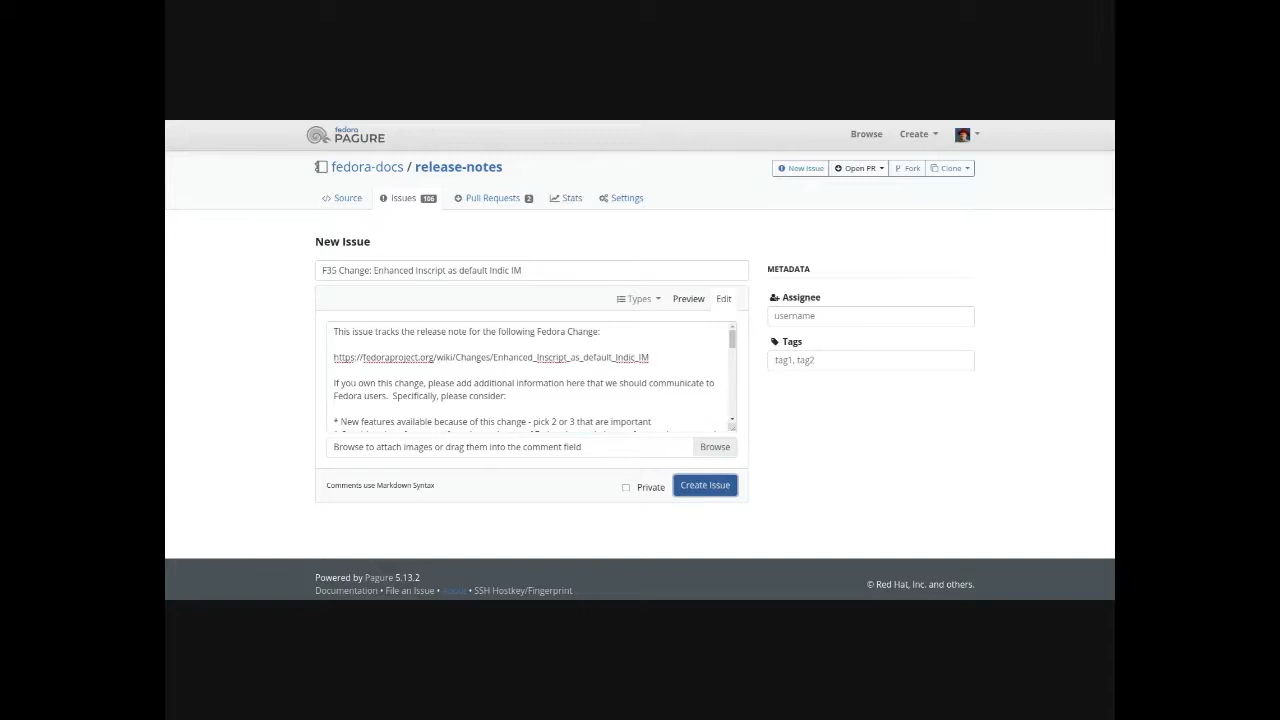 fedora
PAGURE
Browse
Create
fedora-docs / release-notes
New Issue
Open PR
Fork
Clone
Source
Issues 106
Pull Requests 2
Stats
Settings
New Issue
F35 Change: Enhanced Inscript as default Indic IM
Types
Preview
Edit
This issue tracks the release note for the following Fedora Change:
https://fedoraproject.org/wiki/Changes/Enhanced_Inscript_as_default_Indic_IM
If you own this change, please add additional information here that we should communicate to
Fedora users. Specifically, please consider:
* New features available because of this change - pick 2 or 3 that are important
Browse to attach images or drag them into the comment field
Browse
Comments use Markdown Syntax
Private
Create Issue
METADATA
Assignee
username
Tags
tag1, tag2
Powered by Pagure 5.13.2
Documentation • File an Issue • About • SSH Hostkey/Fingerprint
© Red Hat, Inc. and others.